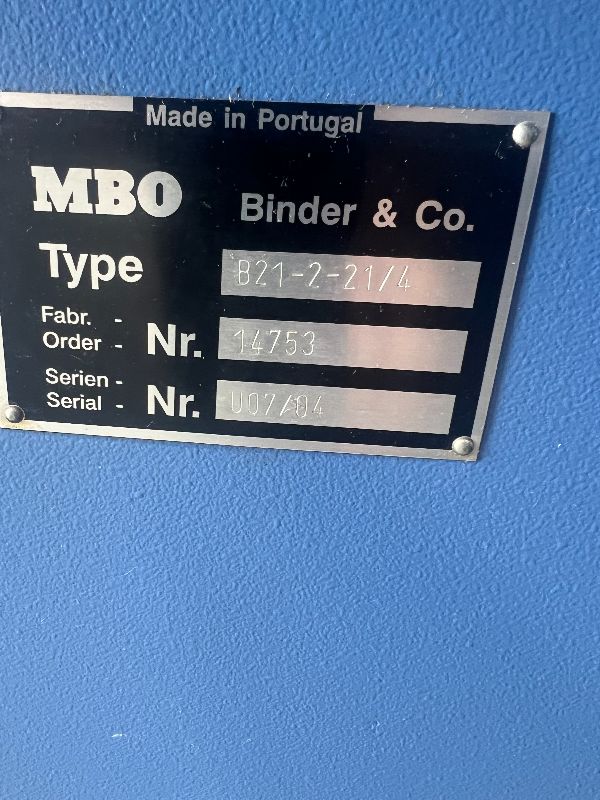 Made in Portugal
MBO Binder & Co.
Type B21-2-21/4
Fabr. -
Order - Nr. 14753
Serien -
Serial - Nr. U07/04